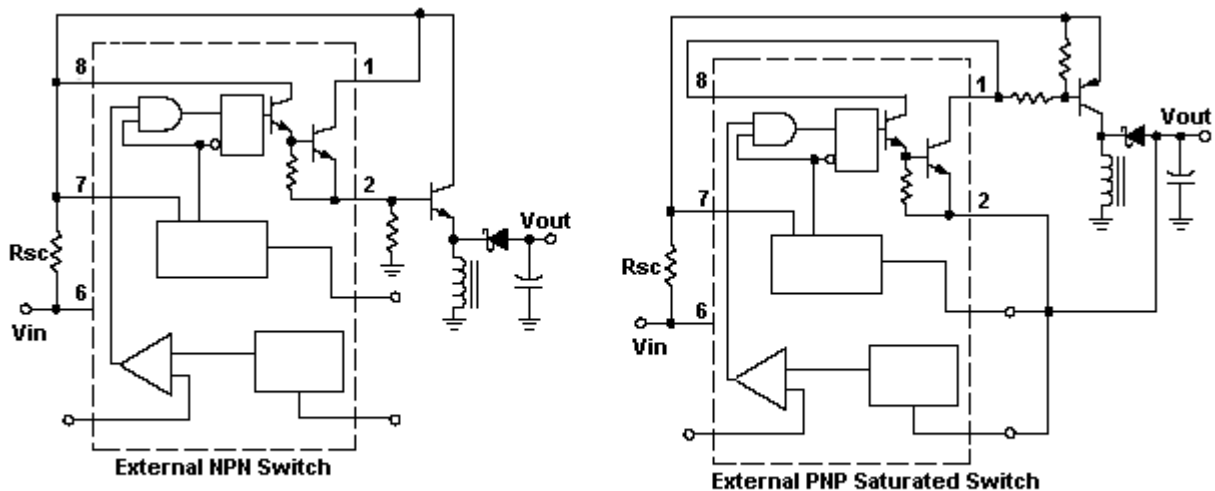 8
1
7
2
Rsc
6
Vin
Vout
External NPN Switch
8
1
7
2
Rsc
6
Vin
Vout
External PNP Saturated Switch